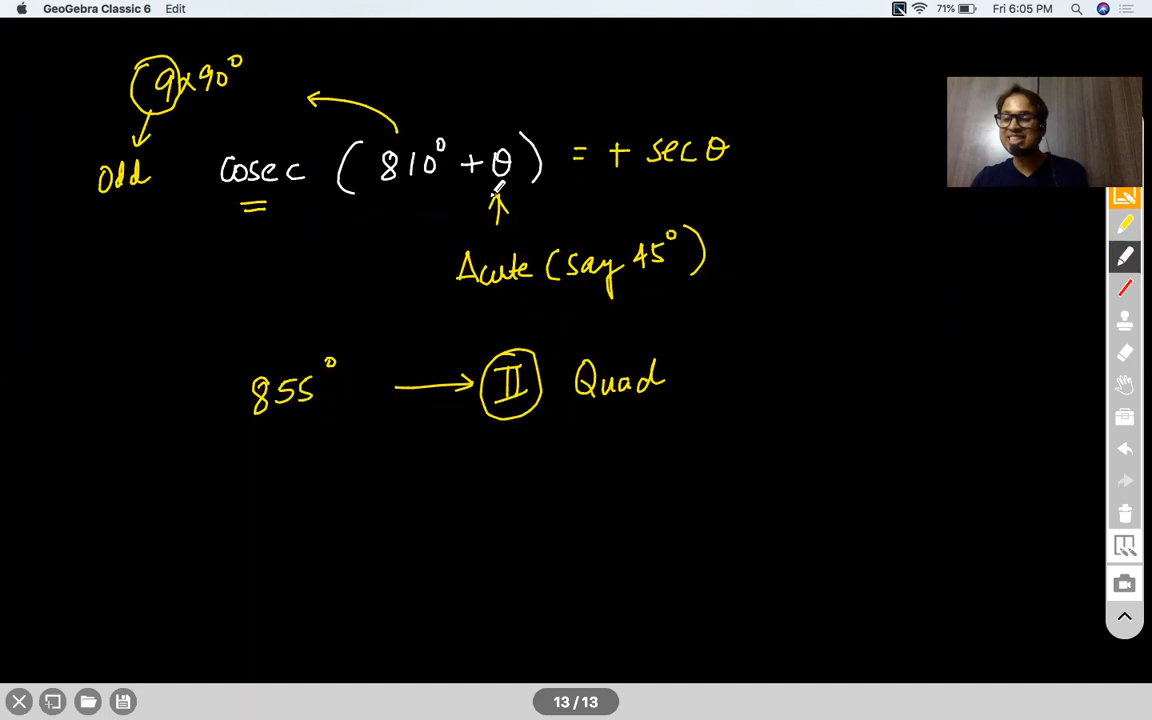 GeoGebra Classic 6 Edit 71% Fri 6:05 PM
9×90°
Odd
cosec (810° + θ) = + sec θ
Acute (say 45°)
855° → II Quad
13 / 13